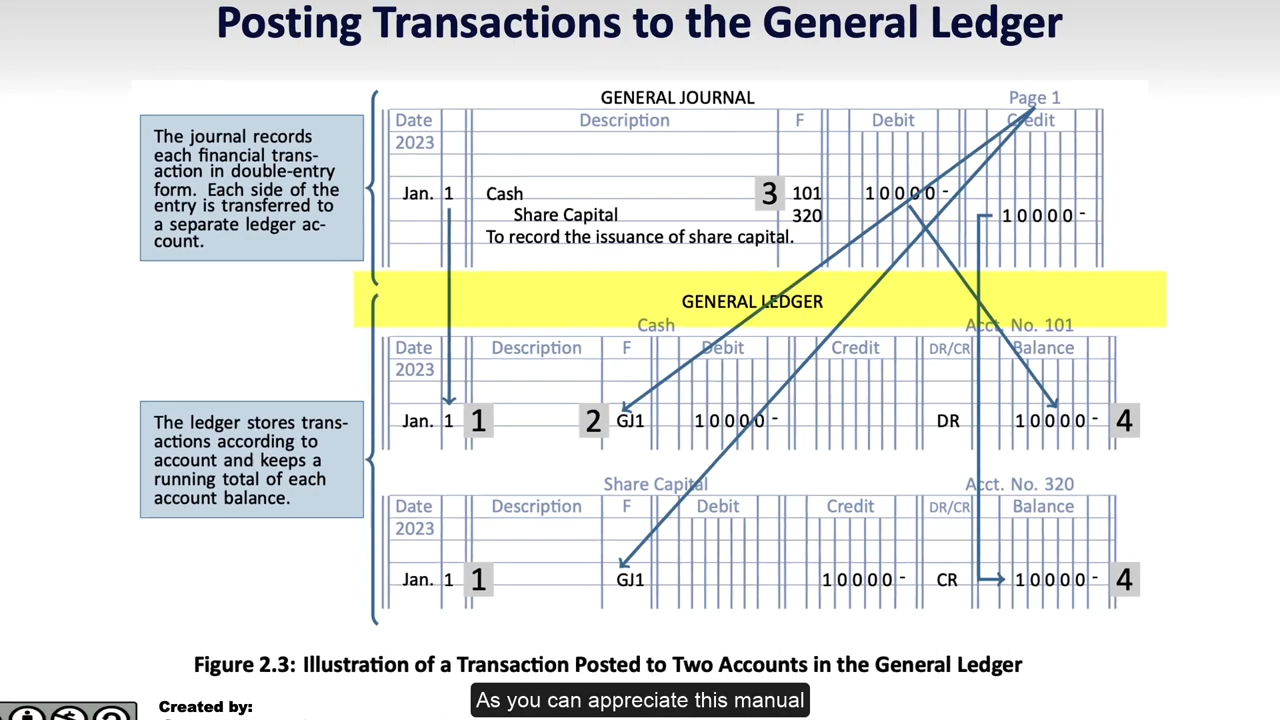 Posting Transactions to the General Ledger
GENERAL JOURNAL Page 1
Date Description F Debit Credit
2023
The journal records
each financial trans-
action in double-entry
form. Each side of the
entry is transferred to
a separate ledger ac-
count.
Jan. 1 Cash 3 101 10000-
Share Capital 320 10000-
To record the issuance of share capital.
GENERAL LEDGER
Cash Acct. No. 101
Date Description F Debit Credit DR/CR Balance
2023
Jan. 1 1 2 GJ1 10000- DR 10000- 4
The ledger stores trans-
actions according to
account and keeps a
running total of each
account balance.
Share Capital Acct. No. 320
Date Description F Debit Credit DR/CR Balance
2023
Jan. 1 1 GJ1 10000- CR 10000- 4
Figure 2.3: Illustration of a Transaction Posted to Two Accounts in the General Ledger
As you can appreciate this manual
Created by: